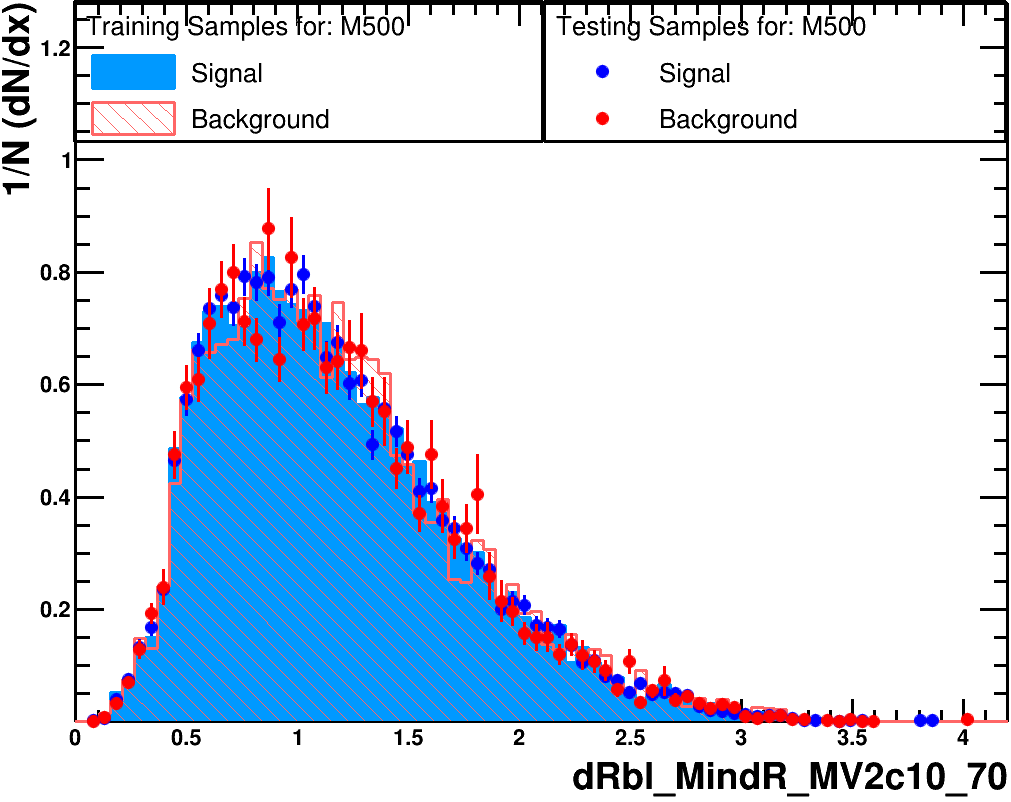 Training Samples for: M500
Signal
Background
Testing Samples for: M500
Signal
Background
1/N (dN/dx)
1.2
1
0.8
0.6
0.4
0.2
0 0.5 1 1.5 2 2.5 3 3.5 4
dRbl_MindR_MV2c10_70